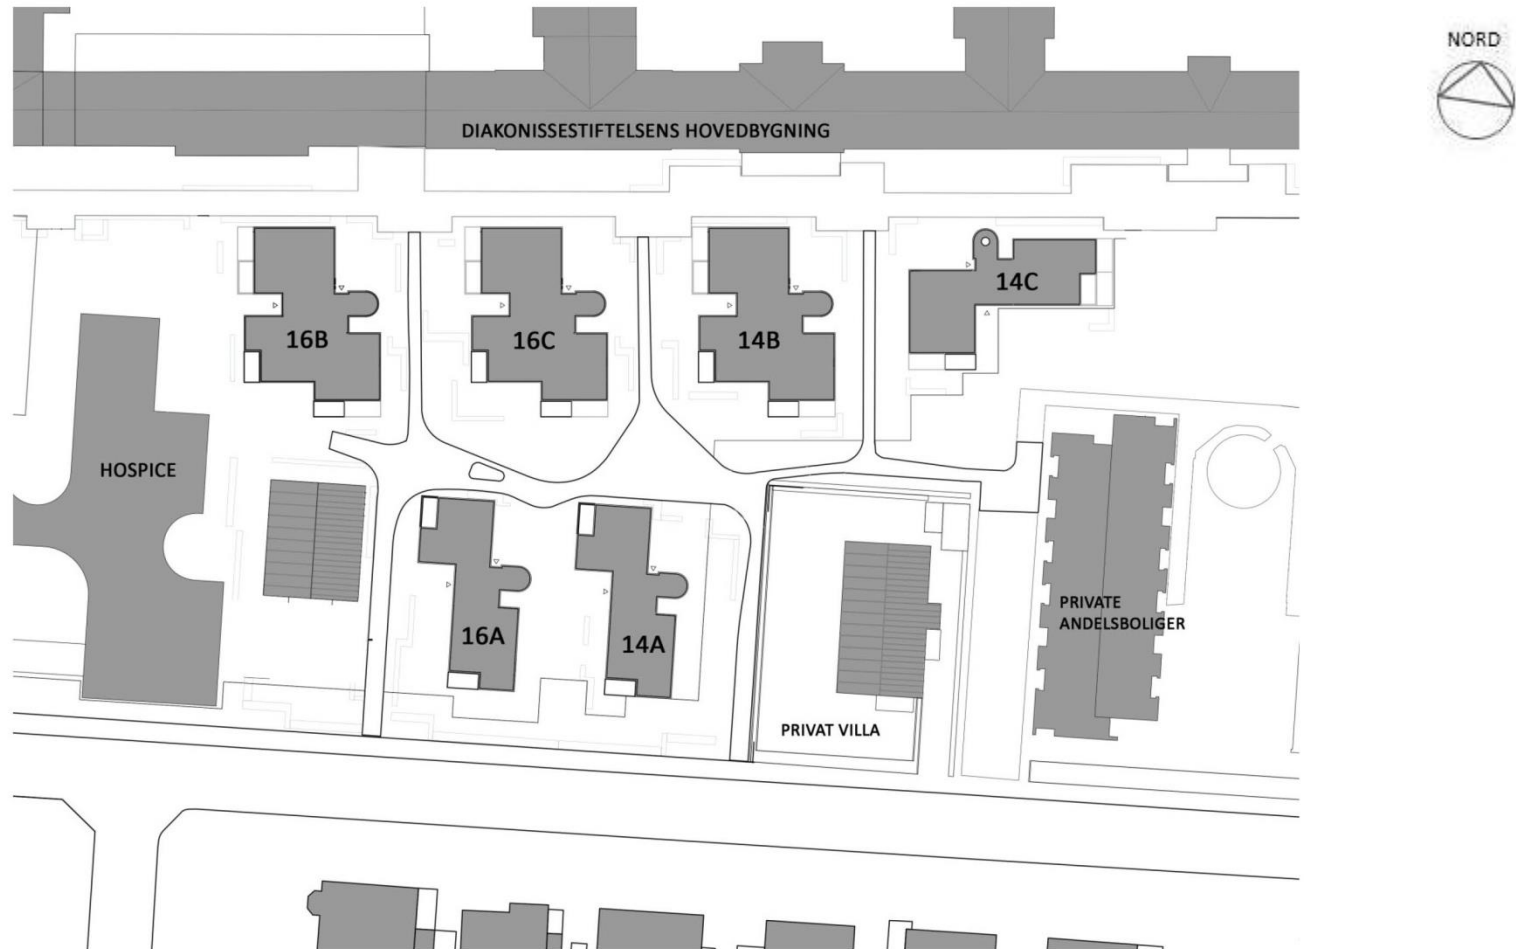 NORD
DIAKONISSESTIFTELSENS HOVEDBYGNING
14C
16B
16C
14B
HOSPICE
PRIVATE
ANDELSBOLIGER
16A
14A
PRIVAT VILLA